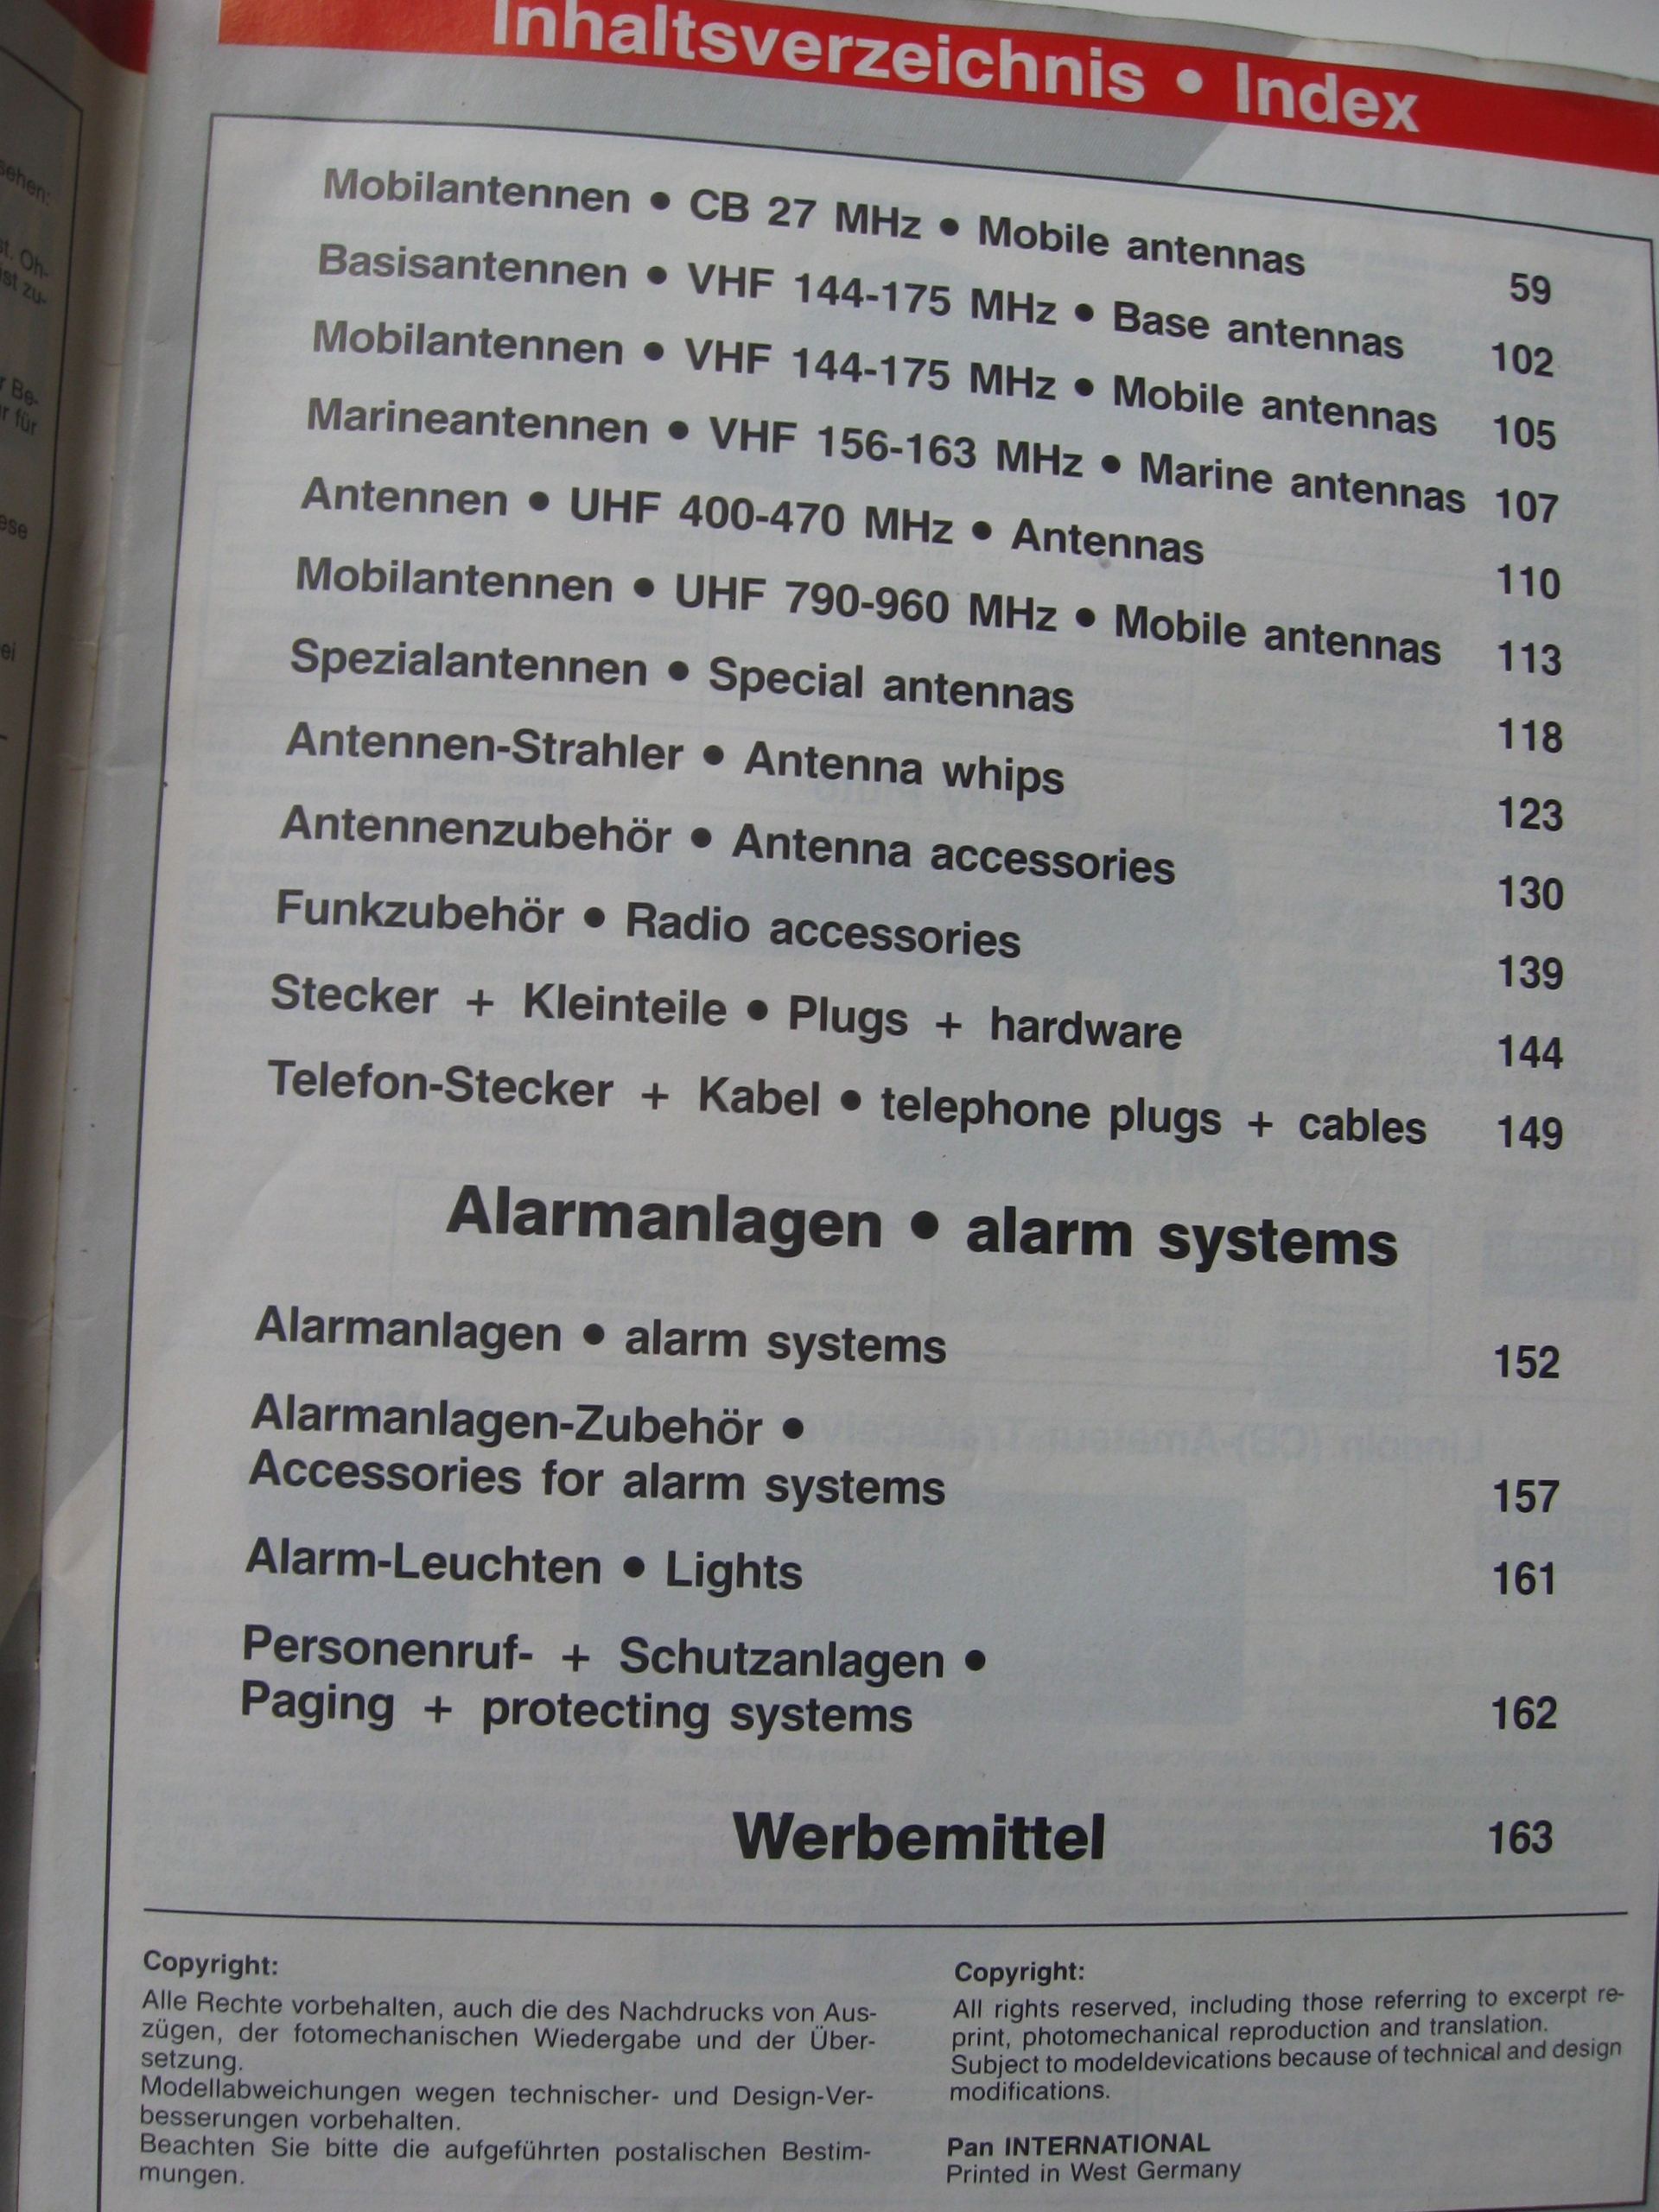 Inhaltsverzeichnis • Index
Mobilantennen • CB 27 MHz • Mobile antennas 59
Basisantennen • VHF 144-175 MHz • Base antennas 102
Mobilantennen • VHF 144-175 MHz • Mobile antennas 105
Marineantennen • VHF 156-163 MHz • Marine antennas 107
Antennen • UHF 400-470 MHz • Antennas 110
Mobilantennen • UHF 790-960 MHz • Mobile antennas 113
Spezialantennen • Special antennas 118
Antennen-Strahler • Antenna whips 123
Antennenzubehör • Antenna accessories 130
Funkzubehör • Radio accessories 139
Stecker + Kleinteile • Plugs + hardware 144
Telefon-Stecker + Kabel • telephone plugs + cables 149
Alarmanlagen • alarm systems
Alarmanlagen • alarm systems 152
Alarmanlagen-Zubehör •
Accessories for alarm systems 157
Alarm-Leuchten • Lights 161
Personenruf- + Schutzanlagen •
Paging + protecting systems 162
Werbemittel 163
Copyright:
Alle Rechte vorbehalten, auch die des Nachdrucks von Aus-
zügen, der fotomechanischen Wiedergabe und der Über-
setzung.
Modellabweichungen wegen technischer- und Design-Ver-
besserungen vorbehalten.
Beachten Sie bitte die aufgeführten postalischen Bestim-
mungen.
Copyright:
All rights reserved, including those referring to excerpt re-
print, photomechanical reproduction and translation.
Subject to modeldevications because of technical and design
modifications.
Pan INTERNATIONAL
Printed in West Germany